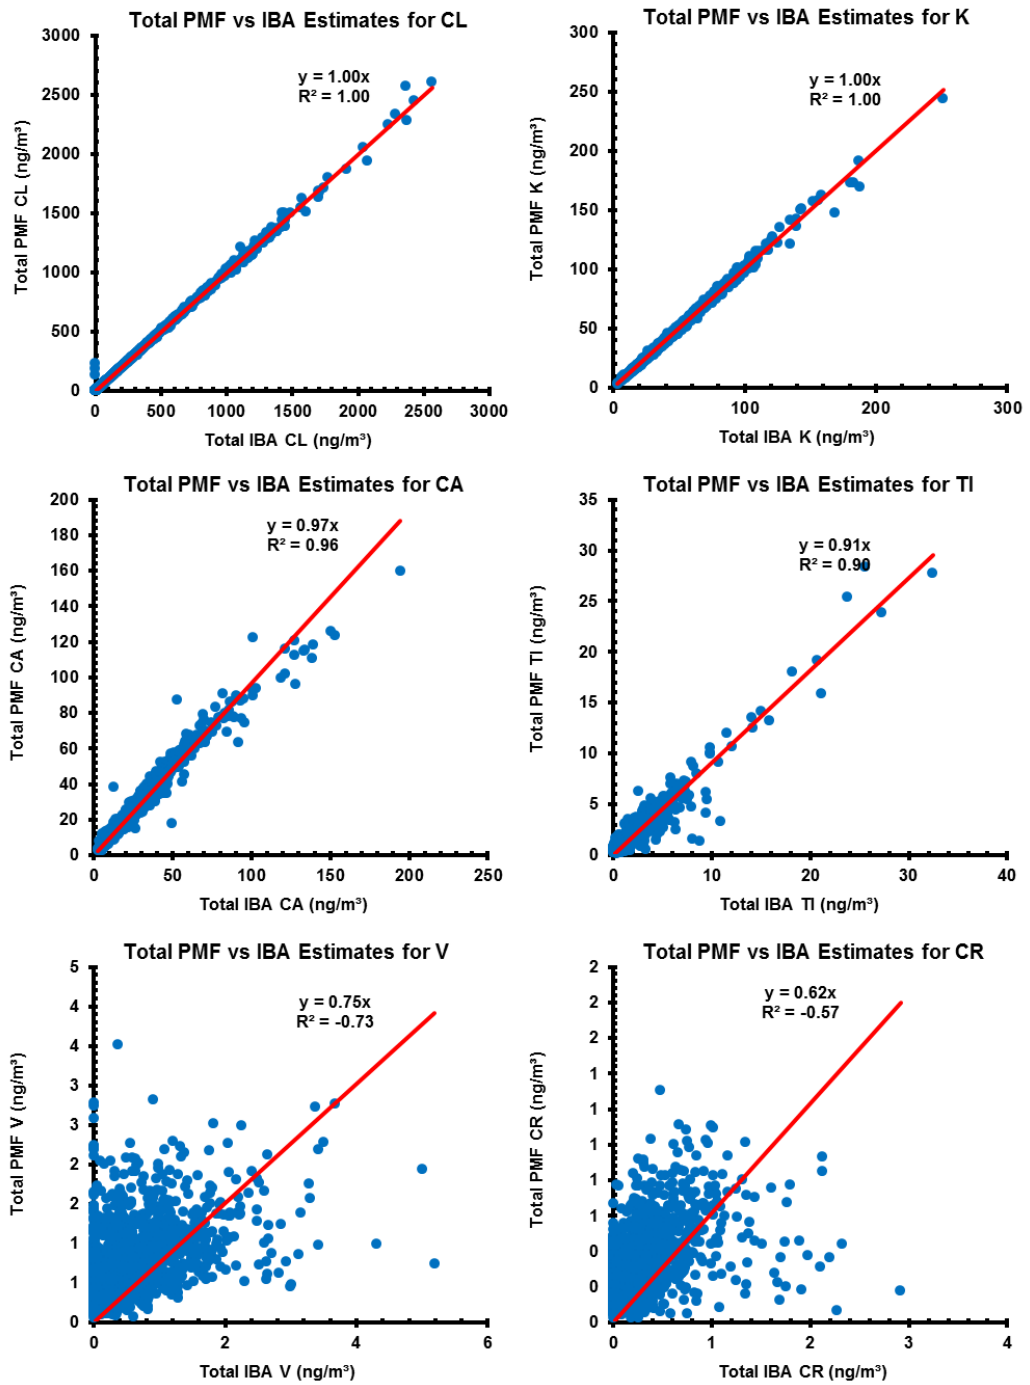 Total PMF vs IBA Estimates for CL
y = 1.00x
R² = 1.00
Total PMF CL (ng/m³)
3000
2500
2000
1500
1000
500
0
0 500 1000 1500 2000 2500 3000
Total IBA CL (ng/m³)
Total PMF vs IBA Estimates for K
y = 1.00x
R² = 1.00
Total PMF K (ng/m³)
300
250
200
150
100
50
0
0 100 200 300
Total IBA K (ng/m³)
Total PMF vs IBA Estimates for CA
y = 0.97x
R² = 0.96
Total PMF CA (ng/m³)
200
180
160
140
120
100
80
60
40
20
0
0 50 100 150 200 250
Total IBA CA (ng/m³)
Total PMF vs IBA Estimates for TI
y = 0.91x
R² = 0.90
Total PMF TI (ng/m³)
35
30
25
20
15
10
5
0
0 10 20 30 40
Total IBA TI (ng/m³)
Total PMF vs IBA Estimates for V
y = 0.75x
R² = -0.73
Total PMF V (ng/m³)
5
4
4
3
3
2
2
1
1
0
0 2 4 6
Total IBA V (ng/m³)
Total PMF vs IBA Estimates for CR
y = 0.62x
R² = -0.57
Total PMF CR (ng/m³)
2
2
2
1
1
1
1
1
0
0
0
0 1 2 3 4
Total IBA CR (ng/m³)